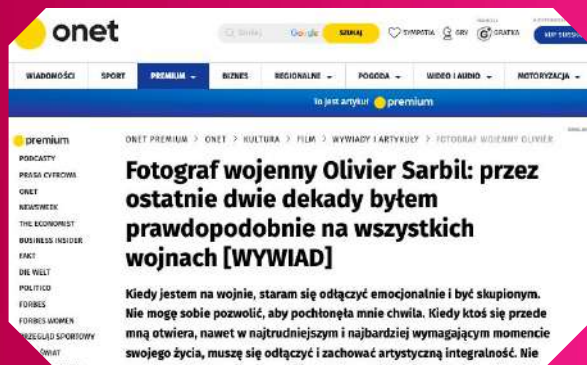 onet
Google
SZUKAJ
SYMPATIA
GRY
GRATKA
WIADOMOŚCI SPORT PREMIUM BIZNES REGIONALNE POGODA WIDEO I AUDIO MOTORYZACJA
To jest artykuł premium
premium
ONET PREMIUM > ONET > KULTURA > FILM > WYWIADY I ARTYKUŁY > FOTOGRAF WOJENNY OLIVIER
PODCASTY
PRASA CYFROWA
ONET
NEWSWEEK
THE ECONOMIST
BUSINESS INSIDER
FAKT
DIE WELT
POLITICO
FORBES
FORBES WOMEN
PRZEGLĄD SPORTOWY
ŚWIAT
Fotograf wojenny Olivier Sarbil: przez
ostatnie dwie dekady byłem
prawdopodobnie na wszystkich
wojnach [WYWIAD]
Kiedy jestem na wojnie, staram się odłączyć emocjonalnie i być skupionym.
Nie mogę sobie pozwolić, aby pochłonęła mnie chwila. Kiedy ktoś się przede
mną otwiera, nawet w najtrudniejszym i najbardziej wymagającym momencie
swojego życia, muszę się odłączyć i zachować artystyczną integralność. Nie